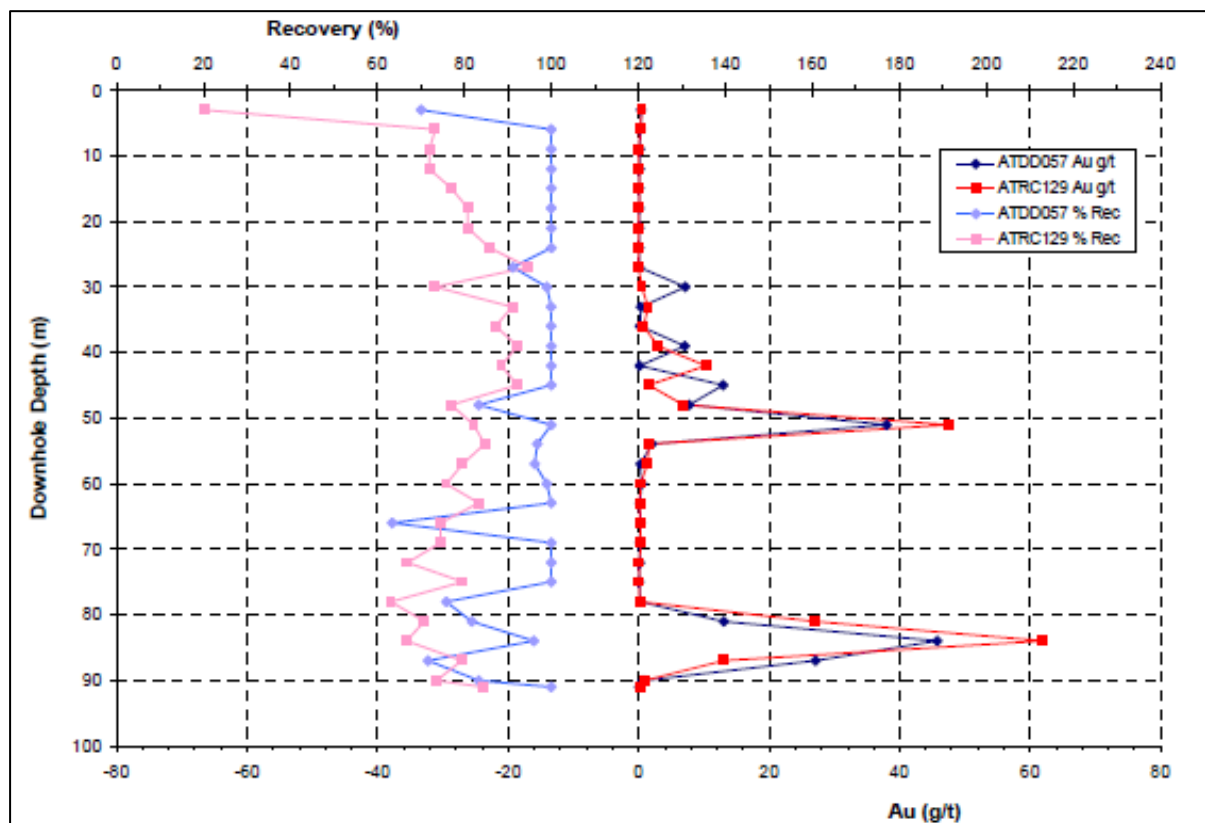 Recovery (%)
0 20 40 60 80 100 120 140 160 180 200 220 240
0
10
20
30
40
50
60
70
80
90
100
Downhole Depth (m)
ATDD057 Au g/t
ATRC129 Au g/t
ATDD057 % Rec
ATRC129 % Rec
-80 -60 -40 -20 0 20 40 60 80
Au (g/t)